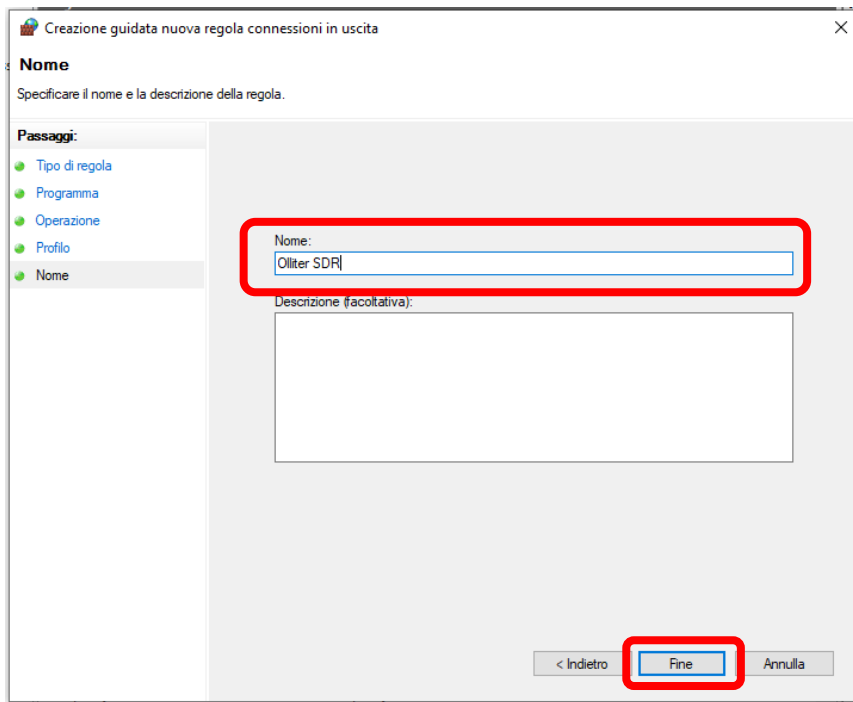 Creazione guidata nuova regola connessioni in uscita
Nome
Specificare il nome e la descrizione della regola.
Passaggi:
Tipo di regola
Programma
Operazione
Profilo
Nome
Nome:
Olliter SDR
Descrizione (facoltativa):
< Indietro
Fine
Annulla